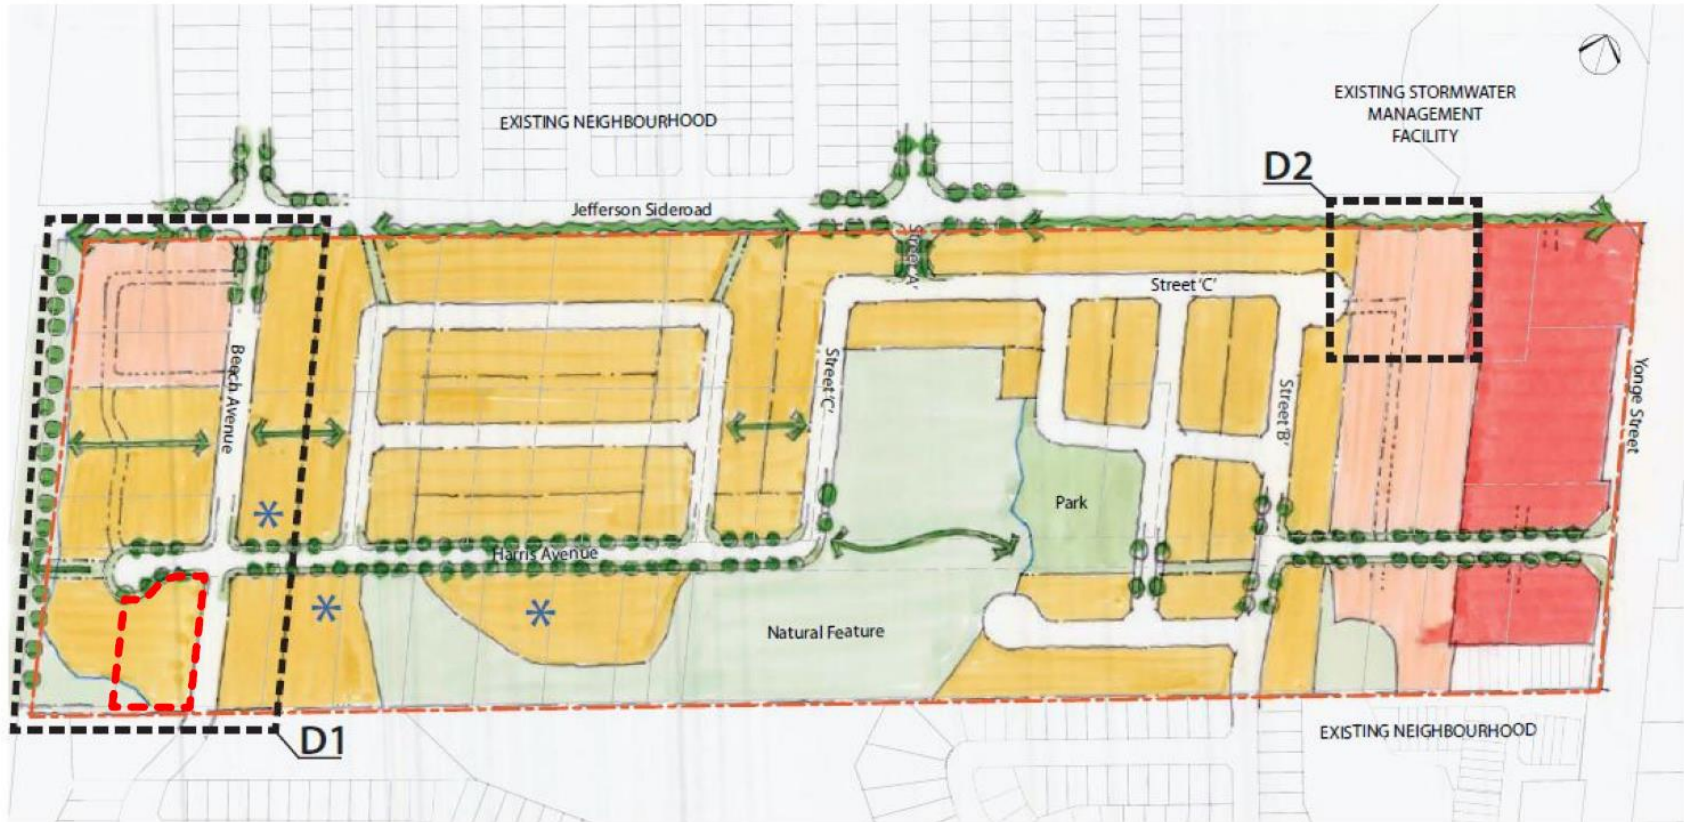 EXISTING NEIGHBOURHOOD
EXISTING STORMWATER
MANAGEMENT
FACILITY
D2
Jefferson Sideroad
Street 'A'
Street 'C'
Beech Avenue
Street 'C'
Street 'B'
Yonge Street
*
Park
Harris Avenue
*
*
Natural Feature
D1
EXISTING NEIGHBOURHOOD